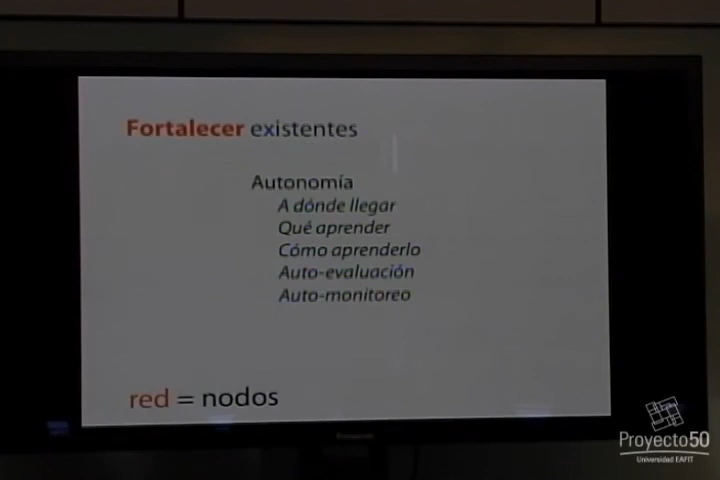 Fortalecer existentes
Autonomía
A dónde llegar
Qué aprender
Cómo aprenderlo
Auto-evaluación
Auto-monitoreo
red = nodos
Proyecto50
Universidad EAFIT